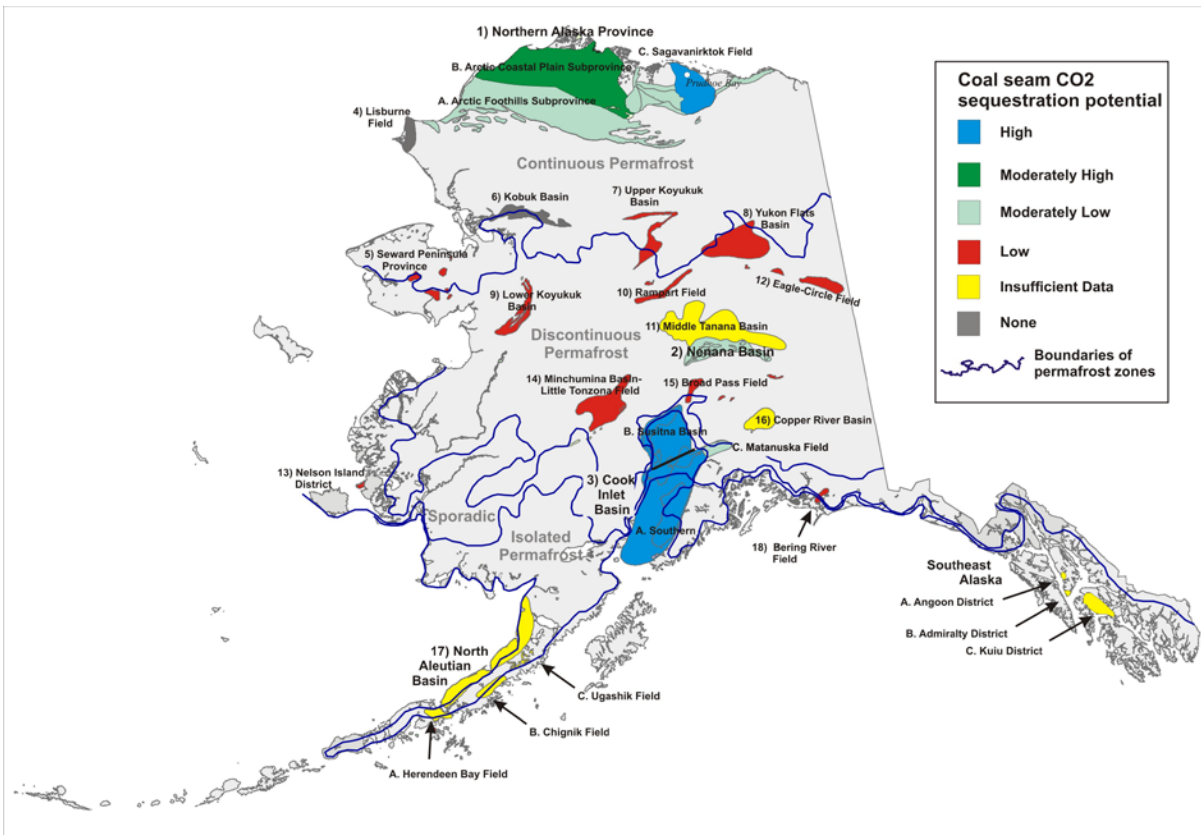 1) Northern Alaska Province
C. Sagavanirktok Field
B. Arctic Coastal Plain Subprovince
Prudhoe Bay
A. Arctic Foothills Subprovince
4) Lisburne
Field
Continuous Permafrost
6) Kobuk Basin
7) Upper Koyukuk
Basin
8) Yukon Flats
Basin
5) Seward Peninsula
Province
9) Lower Koyukuk
Basin
10) Rampart Field
12) Eagle-Circle Field
11) Middle Tanana Basin
Discontinuous
Permafrost
2) Nenana Basin
14) Minchumina Basin-
Little Tonzona Field
15) Broad Pass Field
16) Copper River Basin
B. Susitna Basin
C. Matanuska Field
13) Nelson Island
District
3) Cook
Inlet
Basin
Sporadic
A. Southern
Isolated
Permafrost
18) Bering River
Field
Southeast
Alaska
A. Angoon District
B. Admiralty District
C. Kuiu District
17) North
Aleutian
Basin
C. Ugashik Field
B. Chignik Field
A. Herendeen Bay Field
Coal seam CO2
sequestration potential
High
Moderately High
Moderately Low
Low
Insufficient Data
None
Boundaries of
permafrost zones